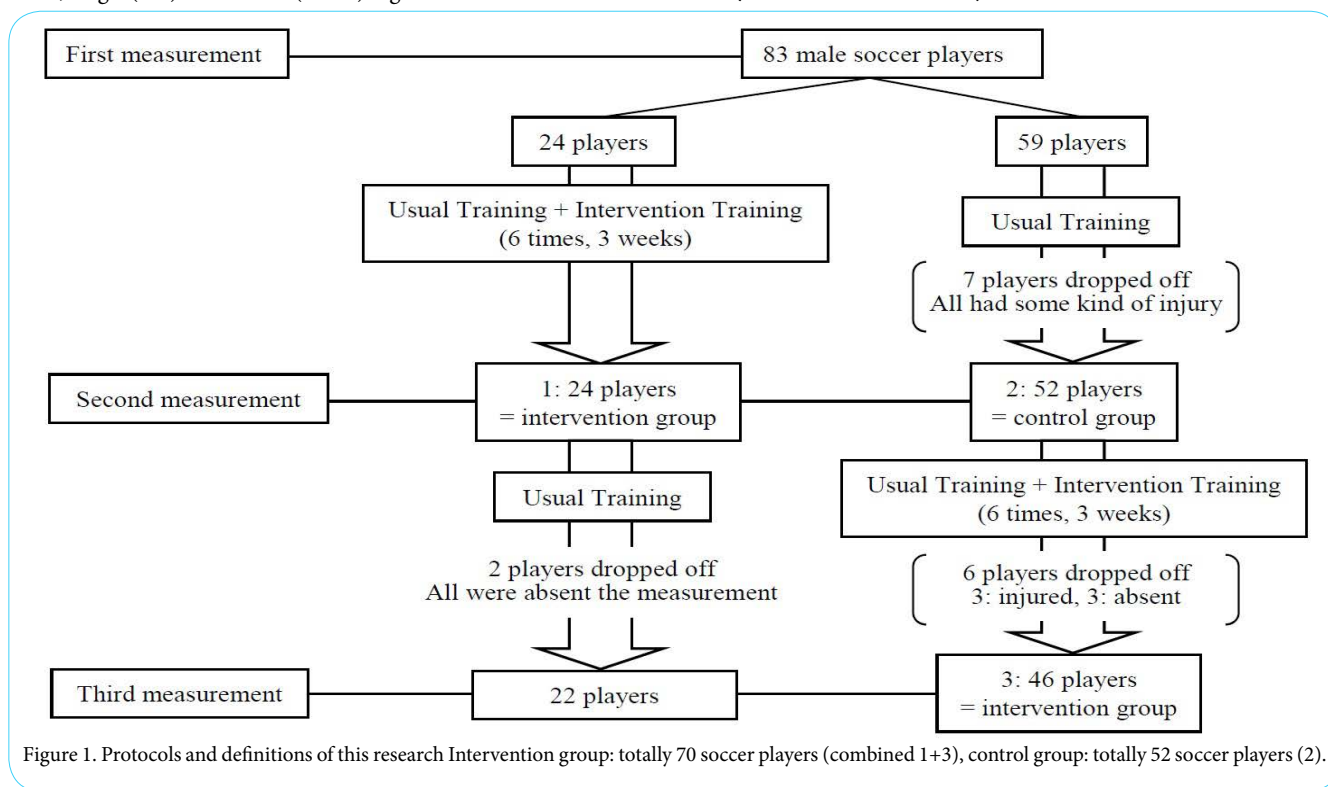 First measurement
83 male soccer players
24 players
59 players
Usual Training + Intervention Training
(6 times, 3 weeks)
Usual Training
7 players dropped off
All had some kind of injury
Second measurement
1: 24 players
= intervention group
2: 52 players
= control group
Usual Training
Usual Training + Intervention Training
(6 times, 3 weeks)
2 players dropped off
All were absent the measurement
6 players dropped off
3: injured, 3: absent
Third measurement
22 players
3: 46 players
= intervention group
Figure 1. Protocols and definitions of this research Intervention group: totally 70 soccer players (combined 1+3), control group: totally 52 soccer players (2).